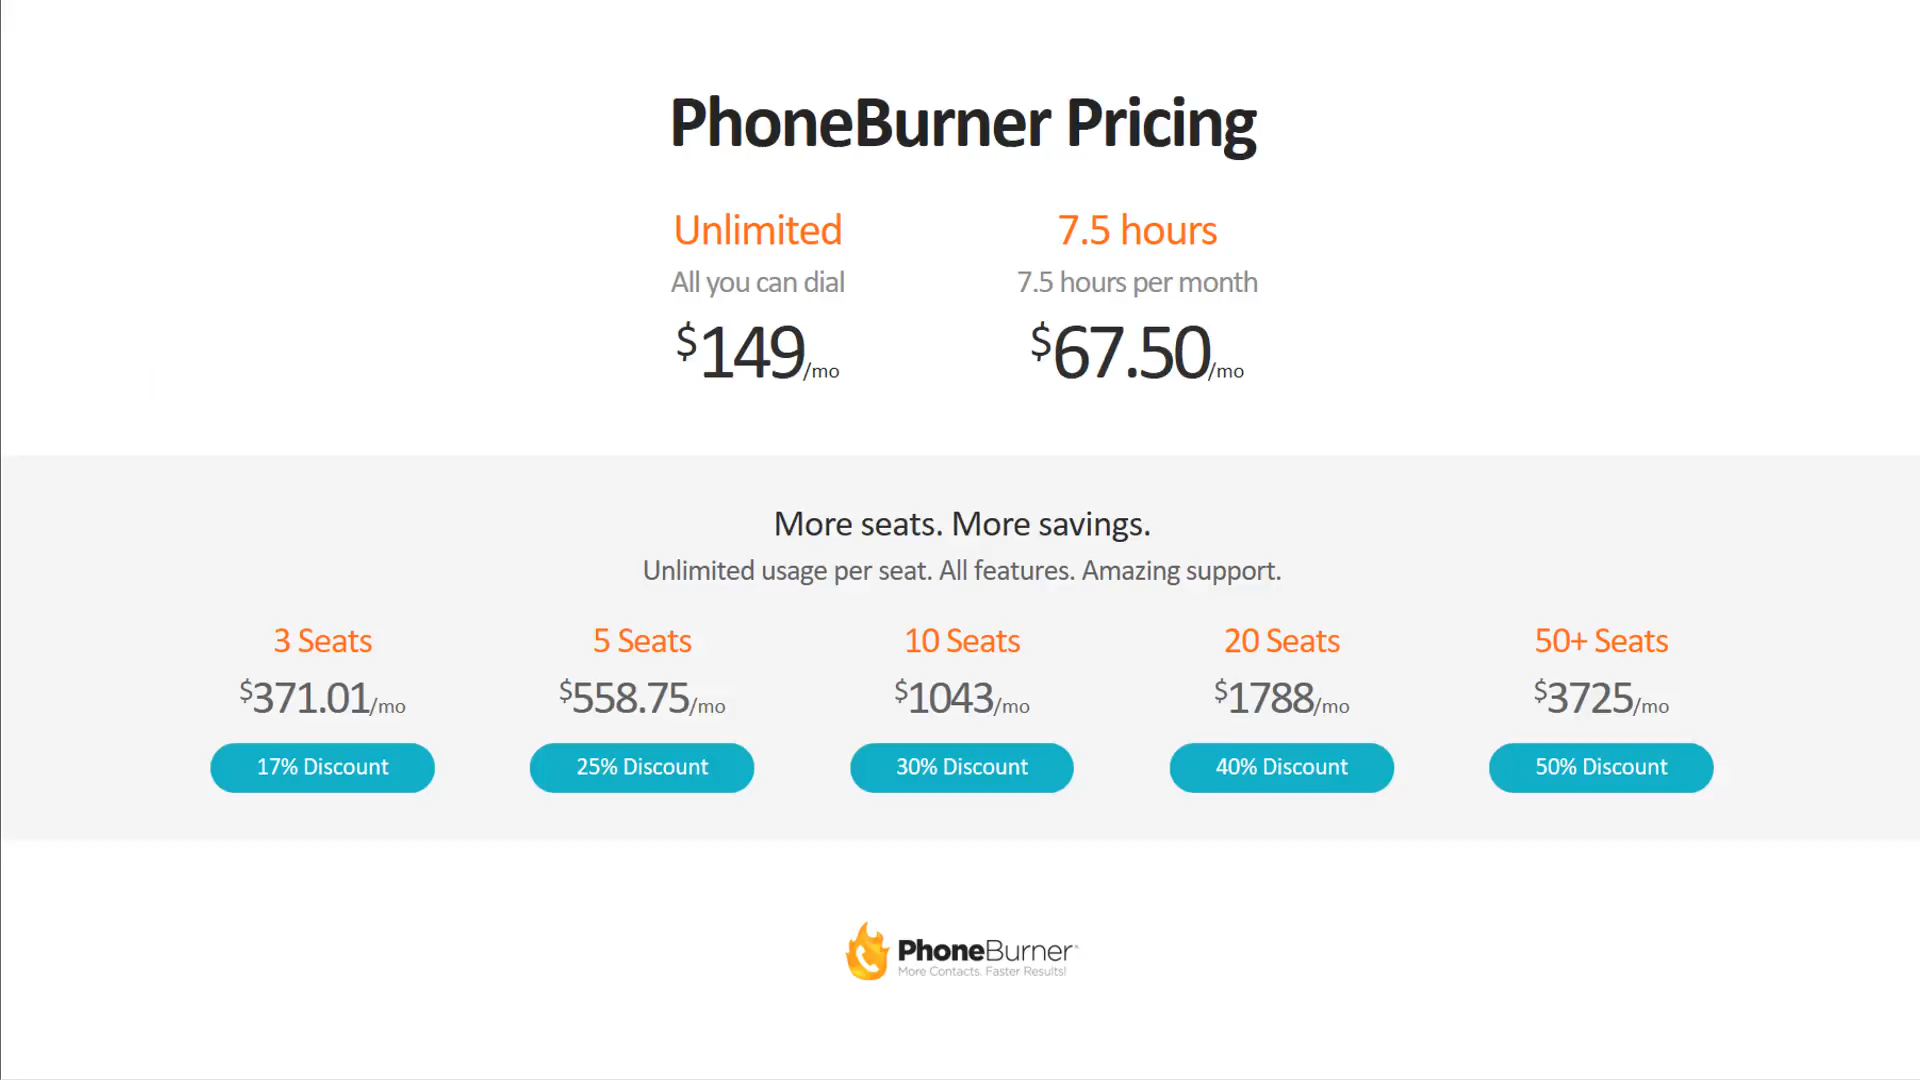 PhoneBurner Pricing
Unlimited
All you can dial
$149/mo
7.5 hours
7.5 hours per month
$67.50/mo
More seats. More savings.
Unlimited usage per seat. All features. Amazing support.
3 Seats
$371.01/mo
17% Discount
5 Seats
$558.75/mo
25% Discount
10 Seats
$1043/mo
30% Discount
20 Seats
$1788/mo
40% Discount
50+ Seats
$3725/mo
50% Discount
PhoneBurner
More Contacts. Faster Results!